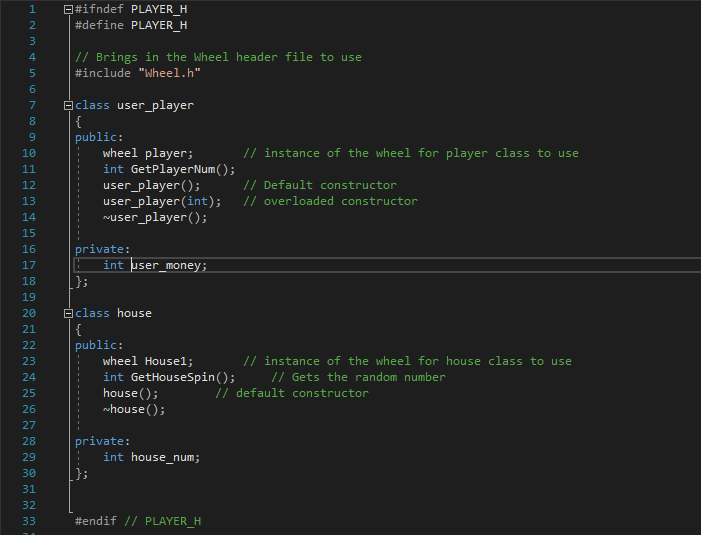 1 #ifndef PLAYER_H
2 #define PLAYER_H
3
4 // Brings in the Wheel header file to use
5 #include "Wheel.h"
6
7 class user_player
8 {
9 public:
10     wheel player;       // instance of the wheel for player class to use
11     int GetPlayerNum();
12     user_player();      // Default constructor
13     user_player(int);   // overloaded constructor
14     ~user_player();
15
16 private:
17     int user_money;
18 };
19
20 class house
21 {
22 public:
23     wheel House1;       // instance of the wheel for house class to use
24     int GetHouseSpin();     // Gets the random number
25     house();        // default constructor
26     ~house();
27
28 private:
29     int house_num;
30 };
31
32
33 #endif // PLAYER_H